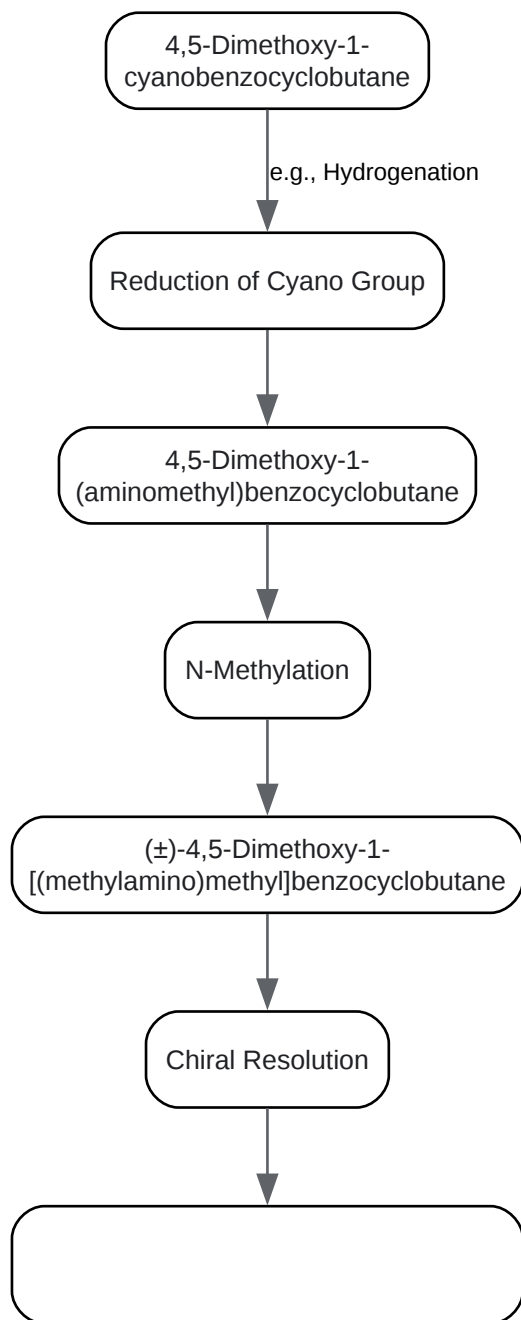 4,5-Dimethoxy-1-
cyanobenzocyclobutane
e.g., Hydrogenation
Reduction of Cyano Group
4,5-Dimethoxy-1-
(aminomethyl)benzocyclobutane
N-Methylation
(±)-4,5-Dimethoxy-1-
[(methylamino)methyl]benzocyclobutane
Chiral Resolution